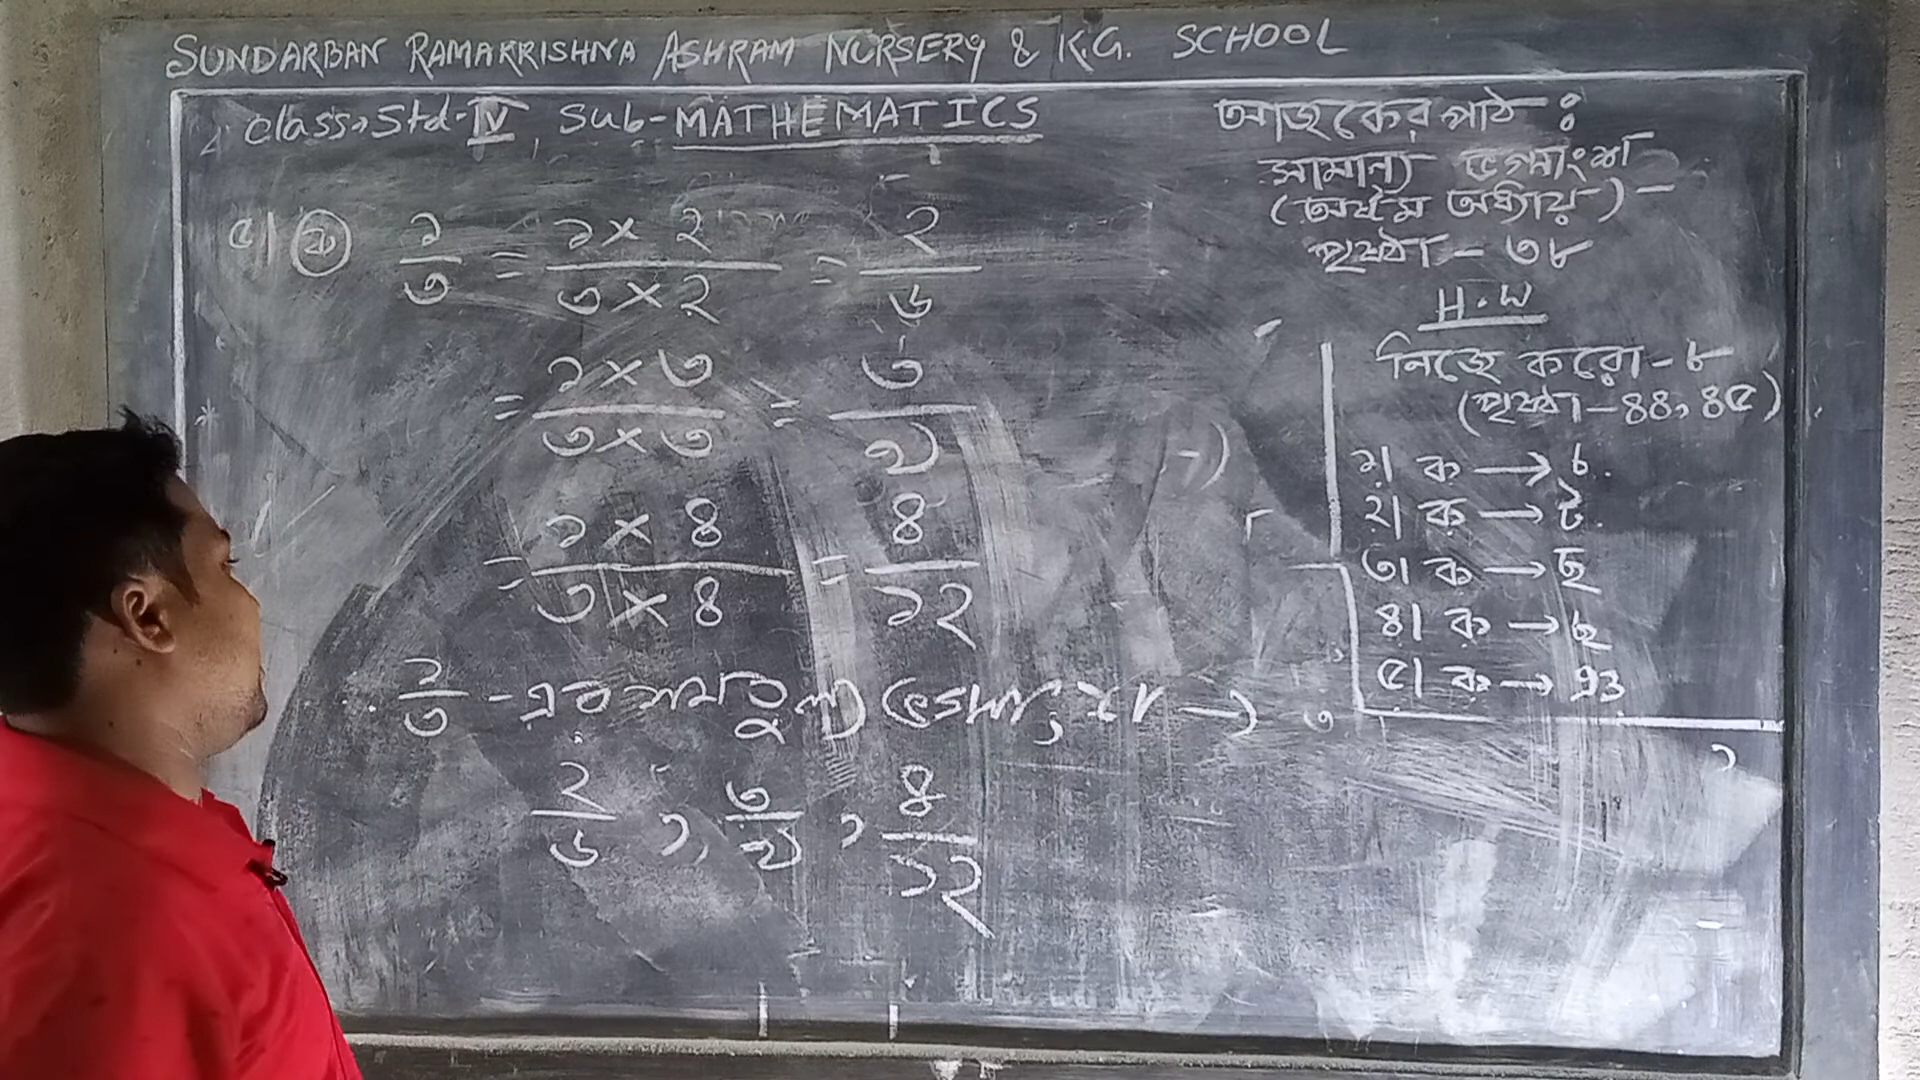 SUNDARBAN RAMAKRISHNA ASHRAM NURSERY & K.G. SCHOOL
Class→Std-IV, Sub-MATHEMATICS
৫| ক ১/৩ = ১×২/৩×২ = ২/৬
= ১×৩/৩×৩ = ৩/৯
= ১×৪/৩×৪ = ৪/১২
∴ ১/৩ -এর সমতুল্য ভগ্নাংশ →
২/৬, ৩/৯, ৪/১২
আজকের পাঠ :
সামান্য ভগ্নাংশ
(অষ্টম অধ্যায়) -
পৃষ্ঠা - ৩৮
H.W
নিজে করো - ৮
(পৃষ্ঠা - ৪৪, ৪৫)
১| ক → চ.
২| ক → ট.
৩| ক → ছ
৪| ক → ছ
৫| ক → ঞ